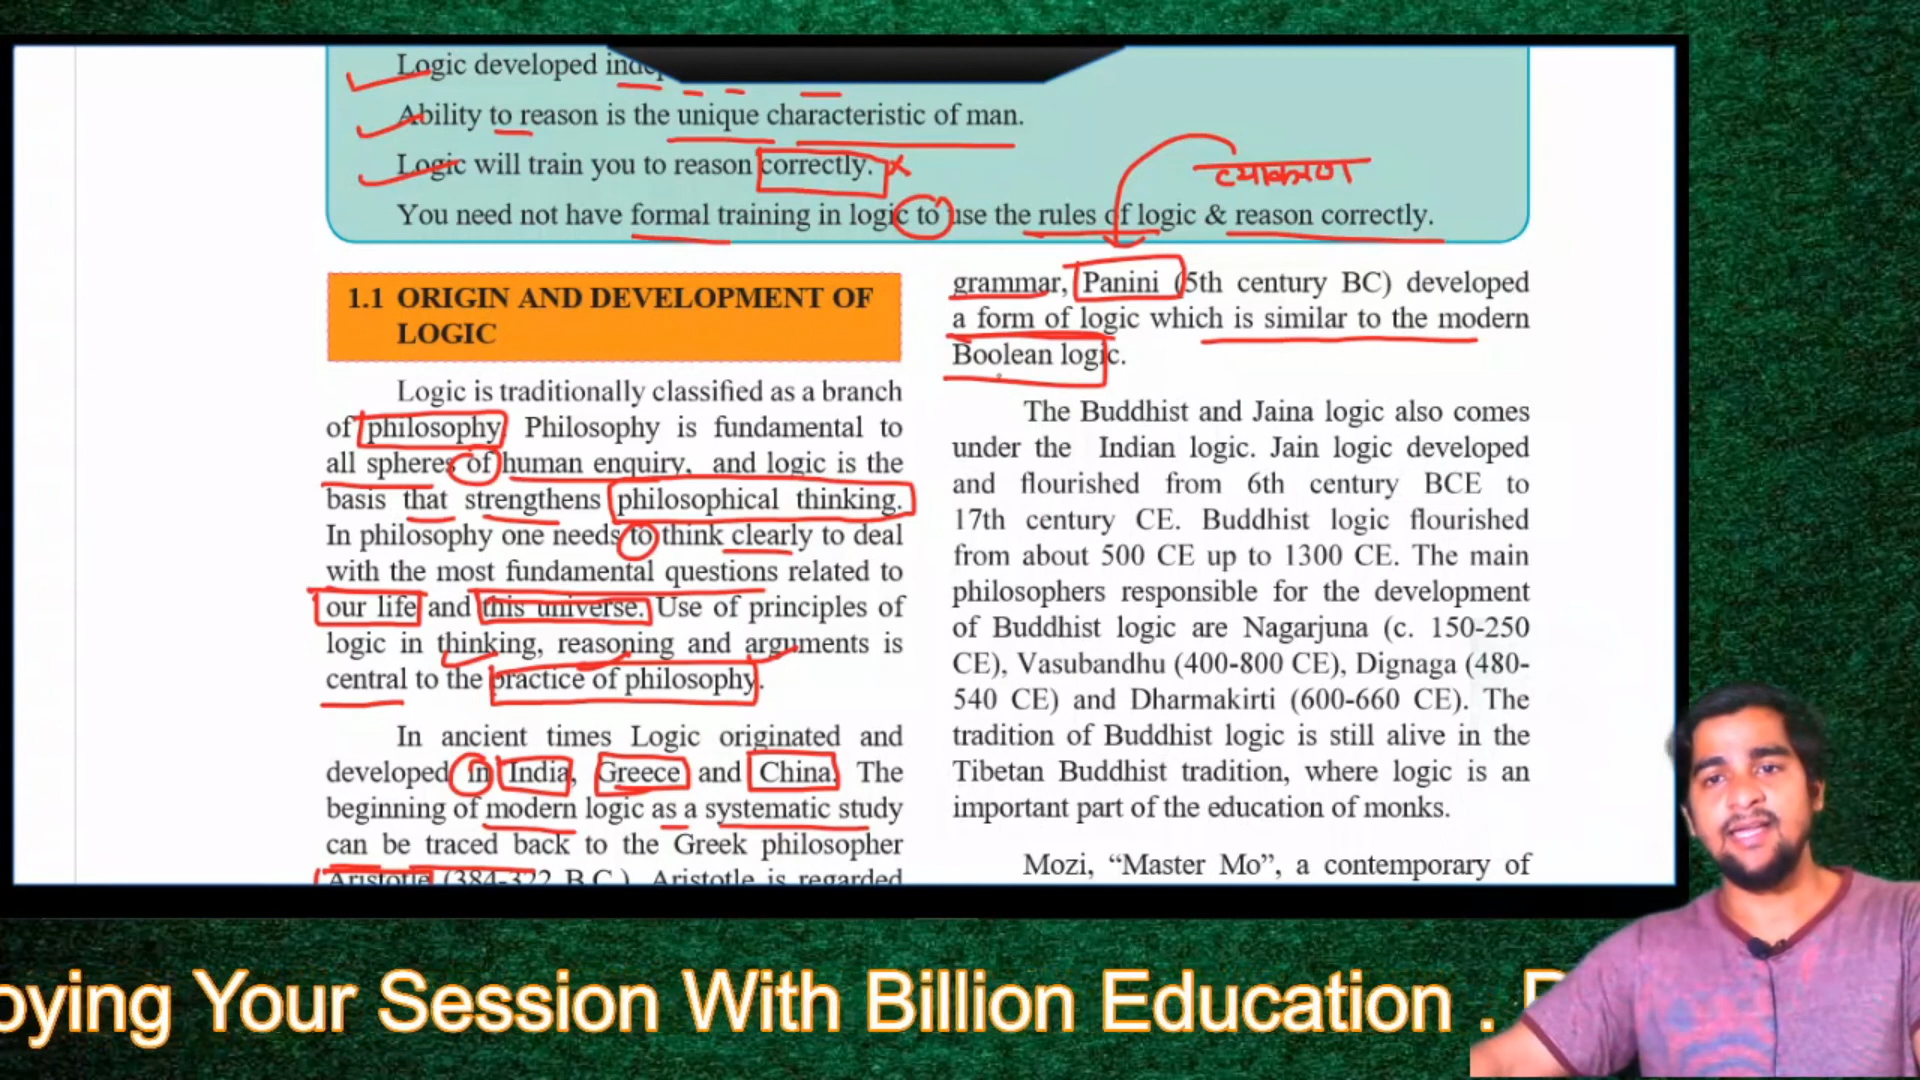 Logic developed
Ability to reason is the unique characteristic of man.
Logic will train you to reason correctly.
व्याकरण
You need not have formal training in logic to use the rules of logic & reason correctly.
1.1 ORIGIN AND DEVELOPMENT OF
LOGIC
Logic is traditionally classified as a branch
of philosophy Philosophy is fundamental to
all spheres of human enquiry, and logic is the
basis that strengthens philosophical thinking.
In philosophy one needs to think clearly to deal
with the most fundamental questions related to
our life and this universe. Use of principles of
logic in thinking, reasoning and arguments is
central to the practice of philosophy.
In ancient times Logic originated and
developed in India, Greece and China. The
beginning of modern logic as a systematic study
can be traced back to the Greek philosopher
Aristotle (384-322 B.C.). Aristotle is regarded
grammar, Panini (5th century BC) developed
a form of logic which is similar to the modern
Boolean logic.
The Buddhist and Jaina logic also comes
under the Indian logic. Jain logic developed
and flourished from 6th century BCE to
17th century CE. Buddhist logic flourished
from about 500 CE up to 1300 CE. The main
philosophers responsible for the development
of Buddhist logic are Nagarjuna (c. 150-250
CE), Vasubandhu (400-800 CE), Dignaga (480-
540 CE) and Dharmakirti (600-660 CE). The
tradition of Buddhist logic is still alive in the
Tibetan Buddhist tradition, where logic is an
important part of the education of monks.
Mozi, “Master Mo”, a contemporary of
oying Your Session With Billion Education .